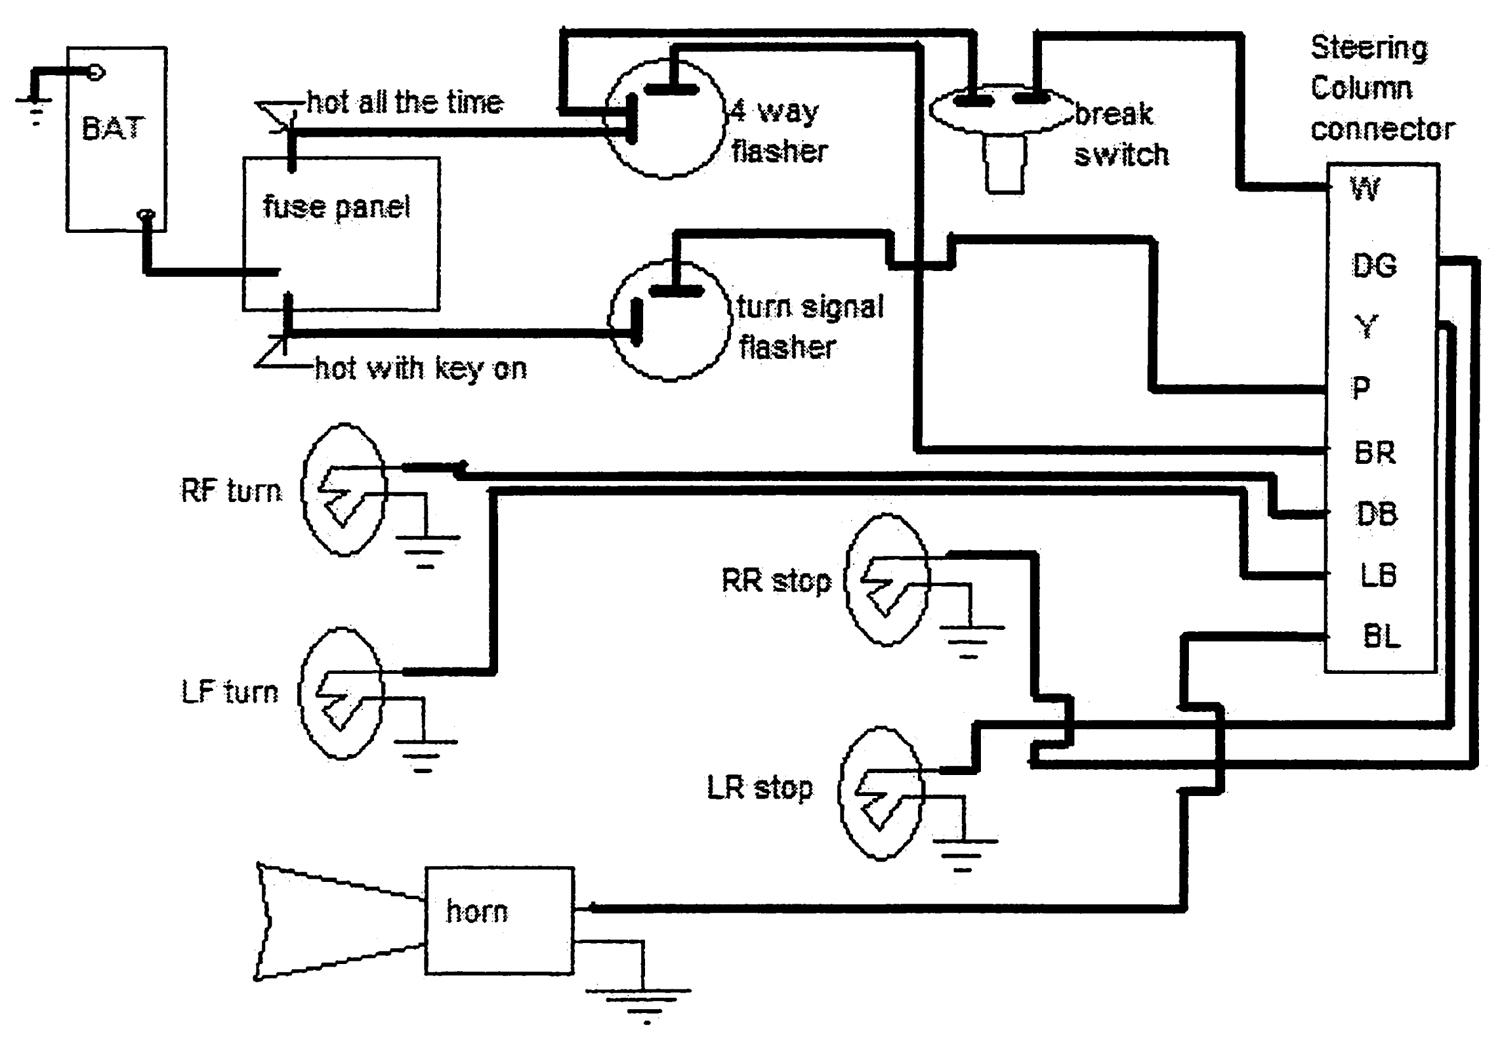 Steering
Column
connector
hot all the time
BAT
4 way
flasher
break
switch
fuse panel
W
DG
turn signal
flasher
Y
hot with key on
P
BR
RF turn
DB
RR stop
LB
BL
LF turn
LR stop
horn